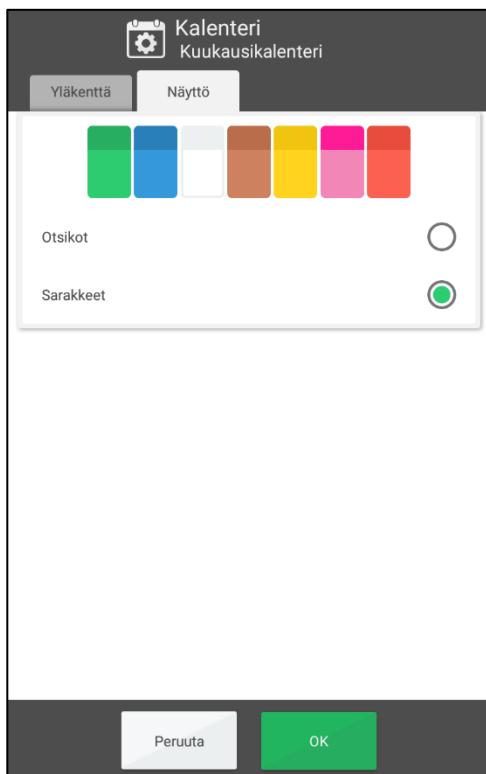 Kalenteri
Kuukausikalenteri
Yläkenttä
Näyttö
Otsikot
Sarakkeet
Peruuta
OK